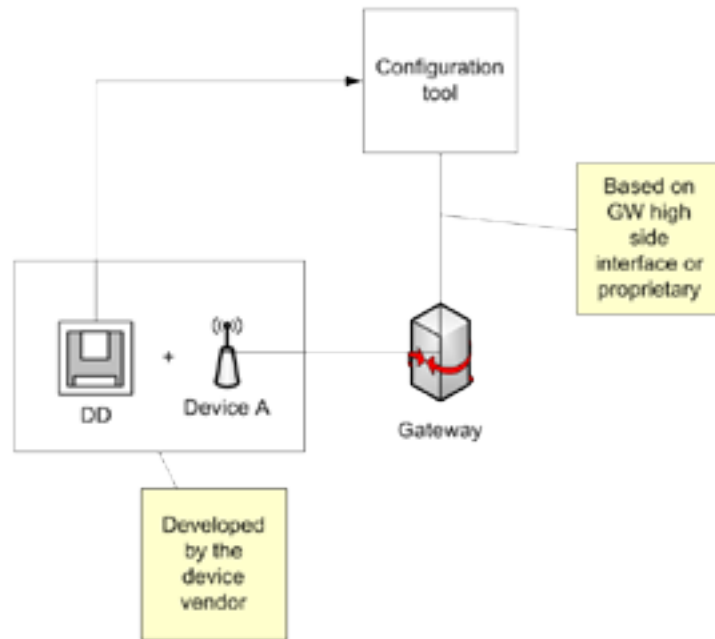 Configuration
tool
Based on
GW high
side
interface or
proprietary
+
DD
Device A
Gateway
Developed
by the
device
vendor